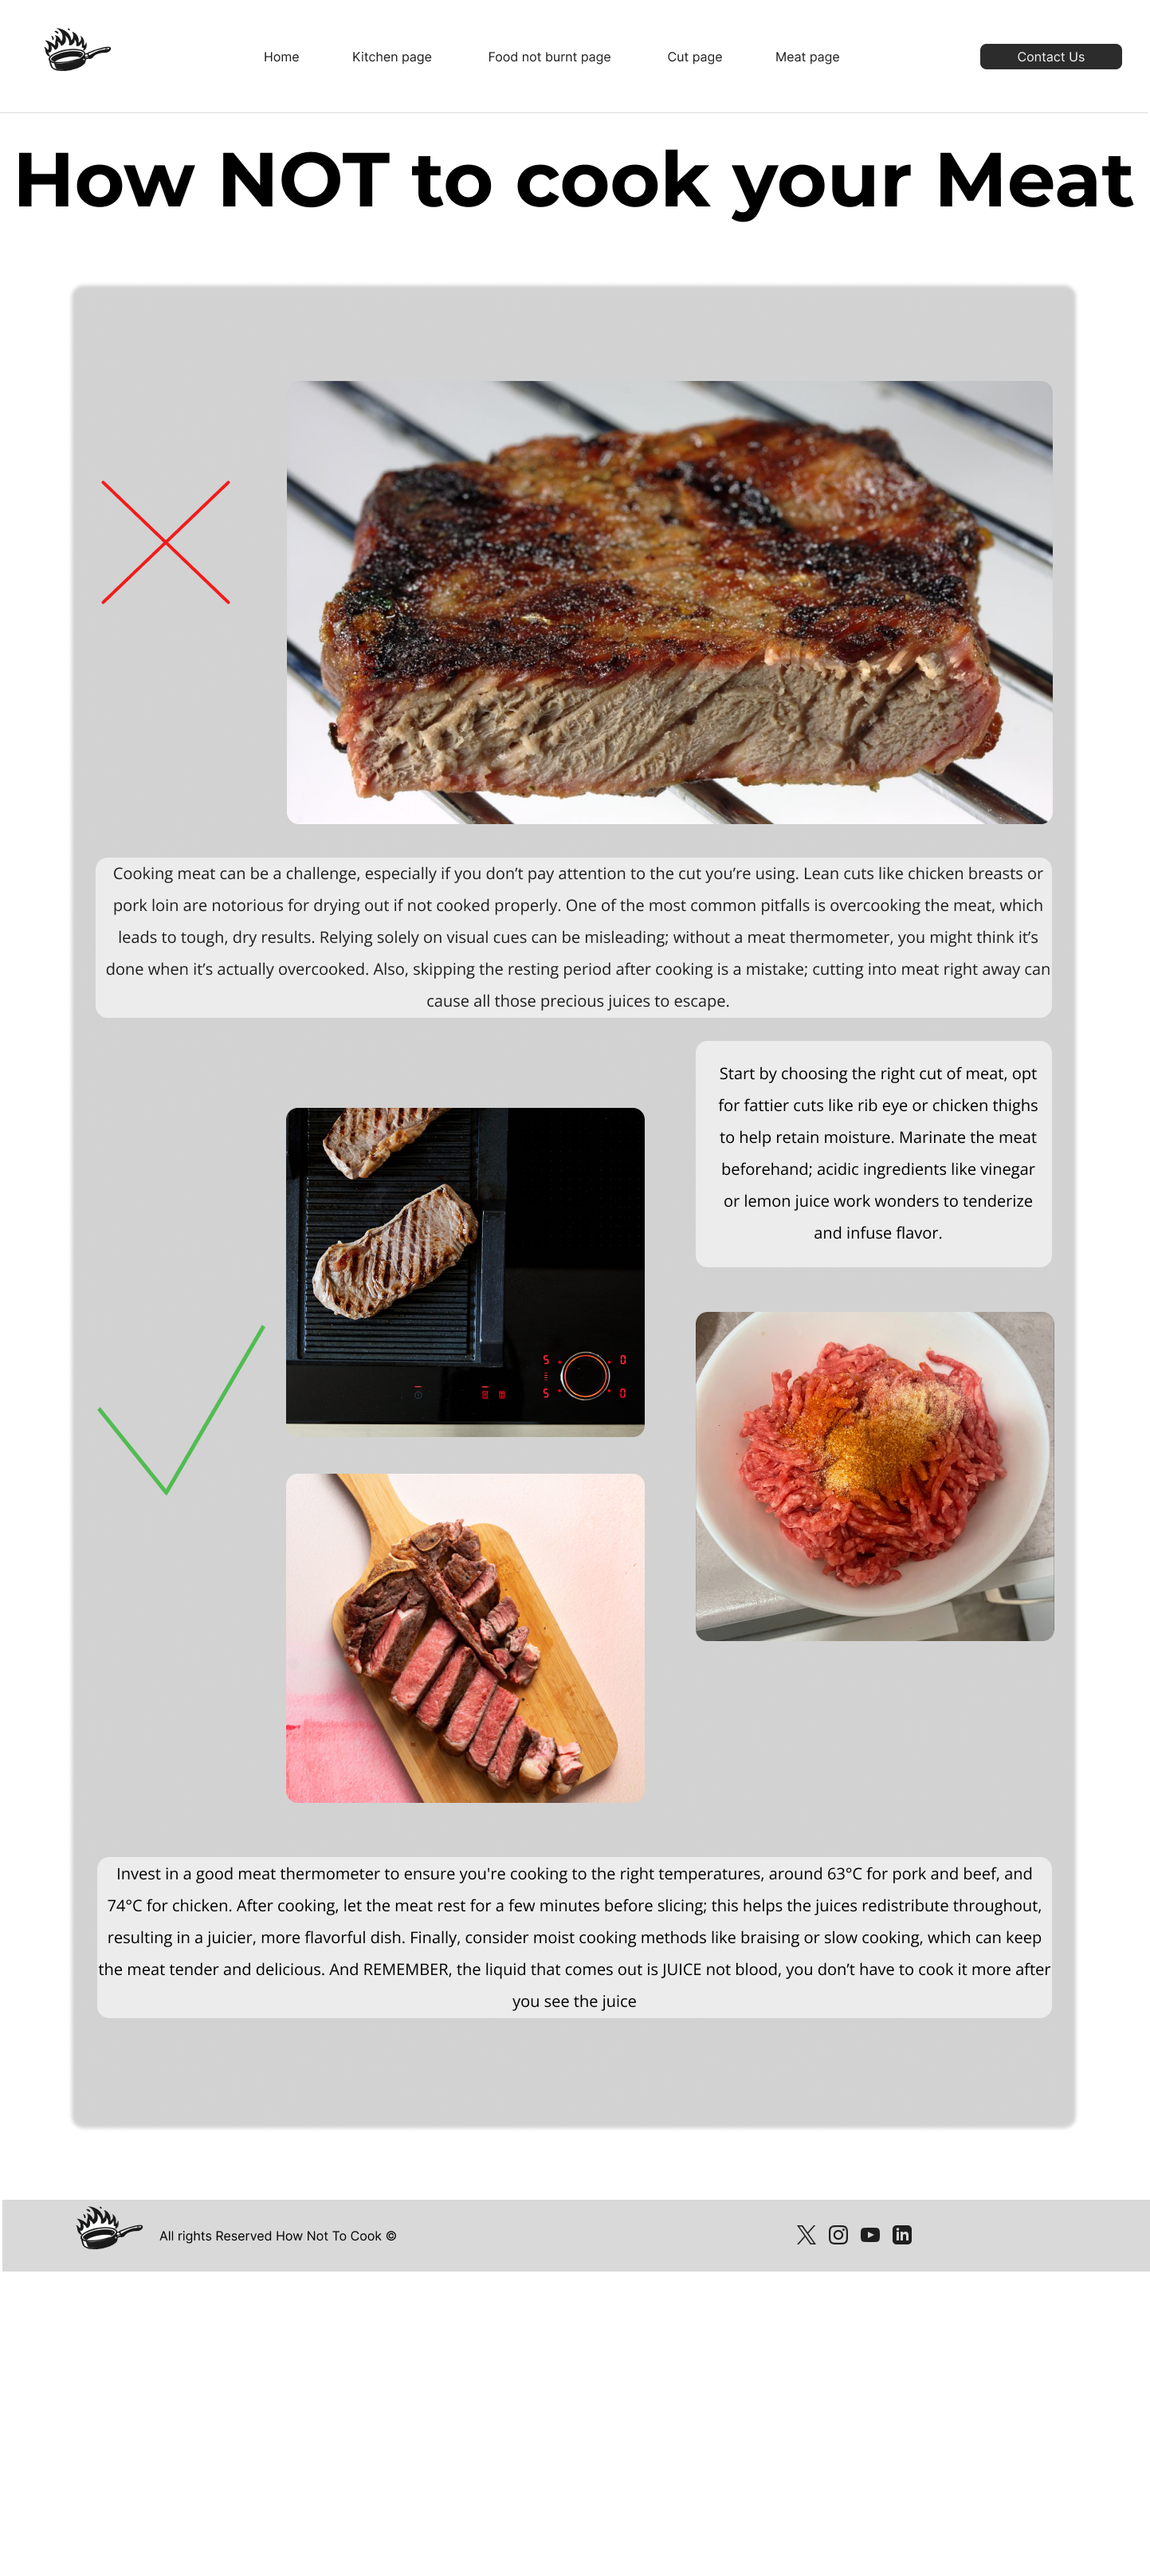 Home Kitchen page Food not burnt page Cut page Meat page Contact Us
How NOT to cook your Meat
Cooking meat can be a challenge, especially if you don’t pay attention to the cut you’re using. Lean cuts like chicken breasts or
pork loin are notorious for drying out if not cooked properly. One of the most common pitfalls is overcooking the meat, which
leads to tough, dry results. Relying solely on visual cues can be misleading; without a meat thermometer, you might think it’s
done when it’s actually overcooked. Also, skipping the resting period after cooking is a mistake; cutting into meat right away can
cause all those precious juices to escape.
Start by choosing the right cut of meat, opt
for fattier cuts like rib eye or chicken thighs
to help retain moisture. Marinate the meat
beforehand; acidic ingredients like vinegar
or lemon juice work wonders to tenderize
and infuse flavor.
5 0
5 0
Invest in a good meat thermometer to ensure you're cooking to the right temperatures, around 63°C for pork and beef, and
74°C for chicken. After cooking, let the meat rest for a few minutes before slicing; this helps the juices redistribute throughout,
resulting in a juicier, more flavorful dish. Finally, consider moist cooking methods like braising or slow cooking, which can keep
the meat tender and delicious. And REMEMBER, the liquid that comes out is JUICE not blood, you don’t have to cook it more after
you see the juice
All rights Reserved How Not To Cook ©
in